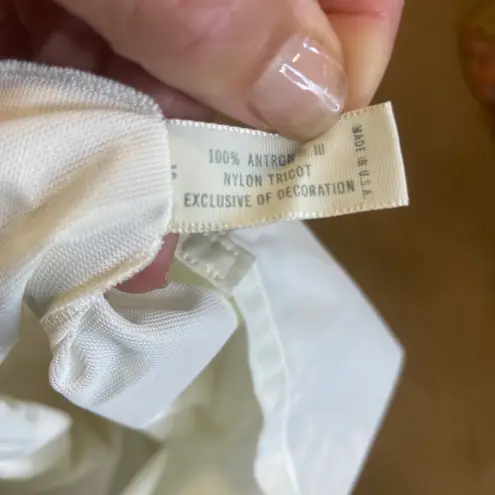 100% ANTRON® III
NYLON TRICOT
EXCLUSIVE OF DECORATION
MADE IN U.S.A.